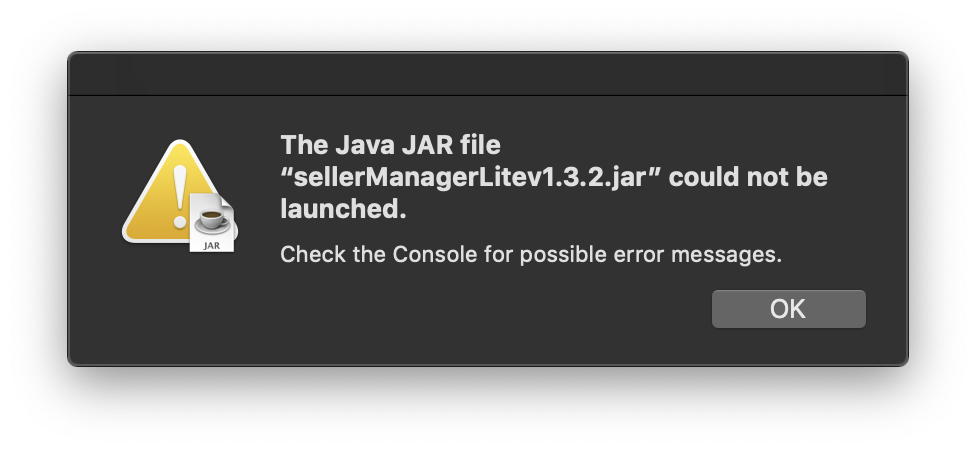 The Java JAR file
“sellerManagerLitev1.3.2.jar” could not be
launched.
Check the Console for possible error messages.
JAR
OK